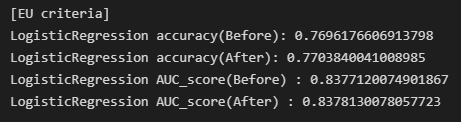 [EU criteria]
LogisticRegression accuracy(Before): 0.7696176606913798
LogisticRegression accuracy(After): 0.7703840041008985
LogisticRegression AUC_score(Before) : 0.8377120074901867
LogisticRegression AUC_score(After) : 0.8378130078057723